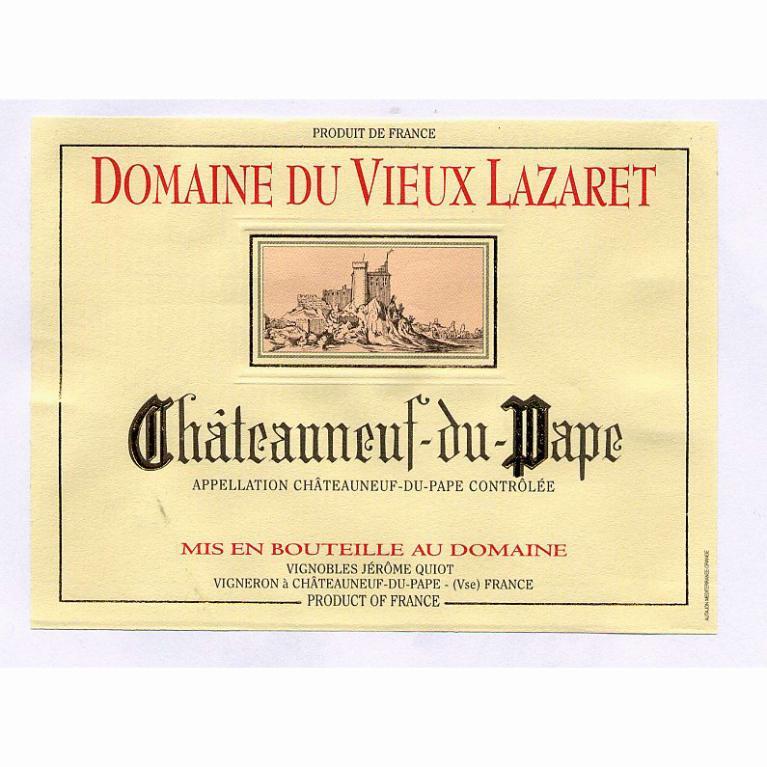 PRODUIT DE FRANCE
DOMAINE DU VIEUX LAZARET
Châteauneuf-du-Pape
APPELLATION CHÂTEAUNEUF-DU-PAPE CONTRÔLÉE
MIS EN BOUTEILLE AU DOMAINE
VIGNOBLES JÉRÔME QUIOT
VIGNERON à CHÂTEAUNEUF-DU-PAPE - (Vse) FRANCE
PRODUCT OF FRANCE